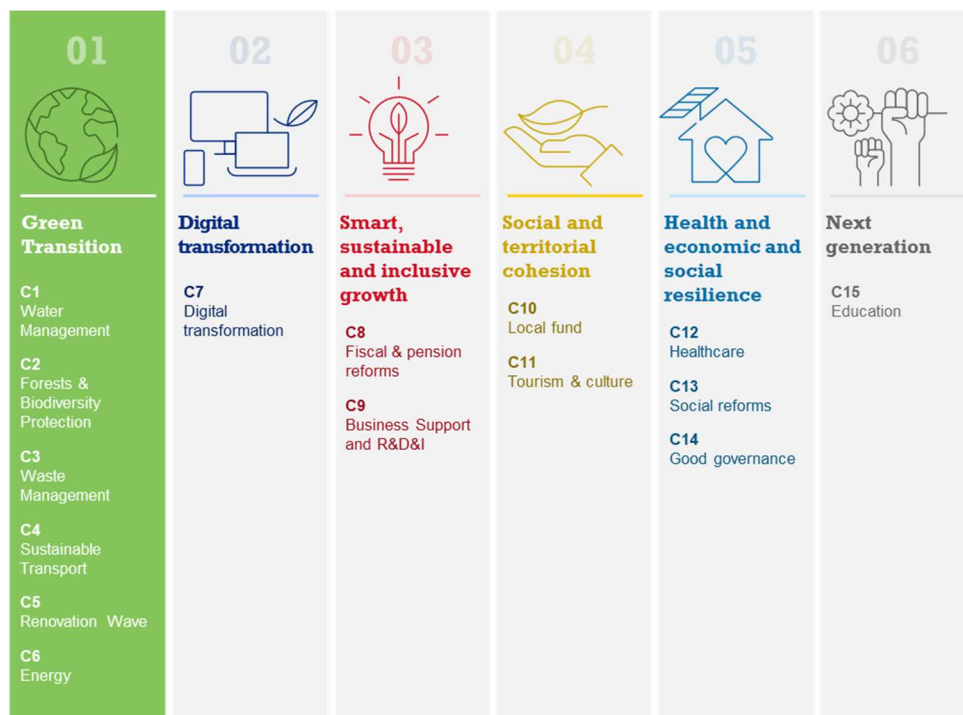 01
Green
Transition
C1
Water
Management
C2
Forests &
Biodiversity
Protection
C3
Waste
Management
C4
Sustainable
Transport
C5
Renovation Wave
C6
Energy
02
Digital
transformation
C7
Digital
transformation
03
Smart,
sustainable
and inclusive
growth
C8
Fiscal & pension
reforms
C9
Business Support
and R&D&I
04
Social and
territorial
cohesion
C10
Local fund
C11
Tourism & culture
05
Health and
economic and
social
resilience
C12
Healthcare
C13
Social reforms
C14
Good governance
06
Next
generation
C15
Education